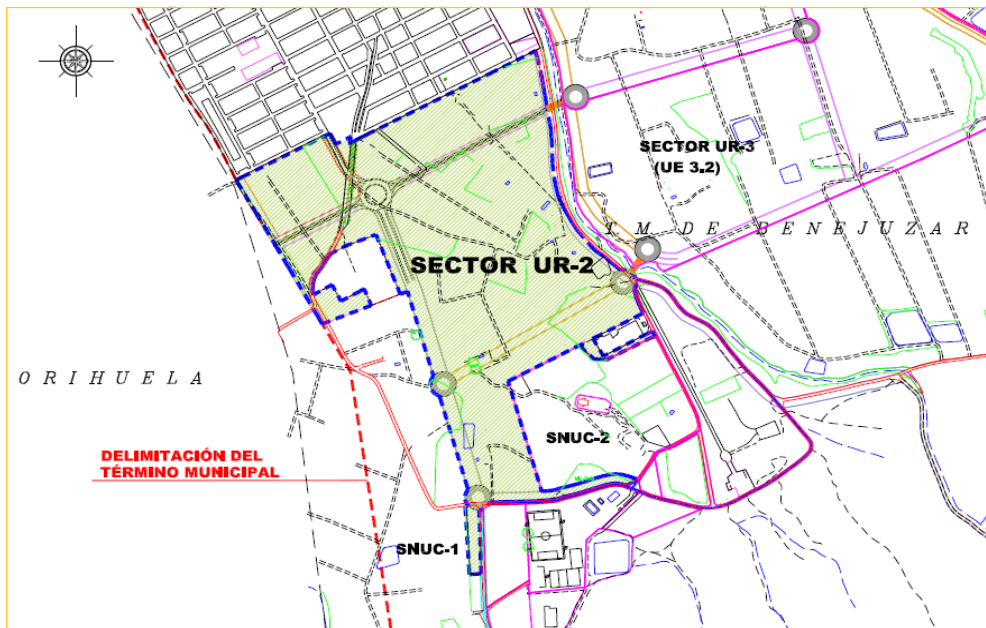 SECTOR UR-3
(UE 3.2)
T. M. DE BENEJUZAR
SECTOR UR-2
ORIHUELA
SNUC-2
DELIMITACIÓN DEL
TÉRMINO MUNICIPAL
SNUC-1